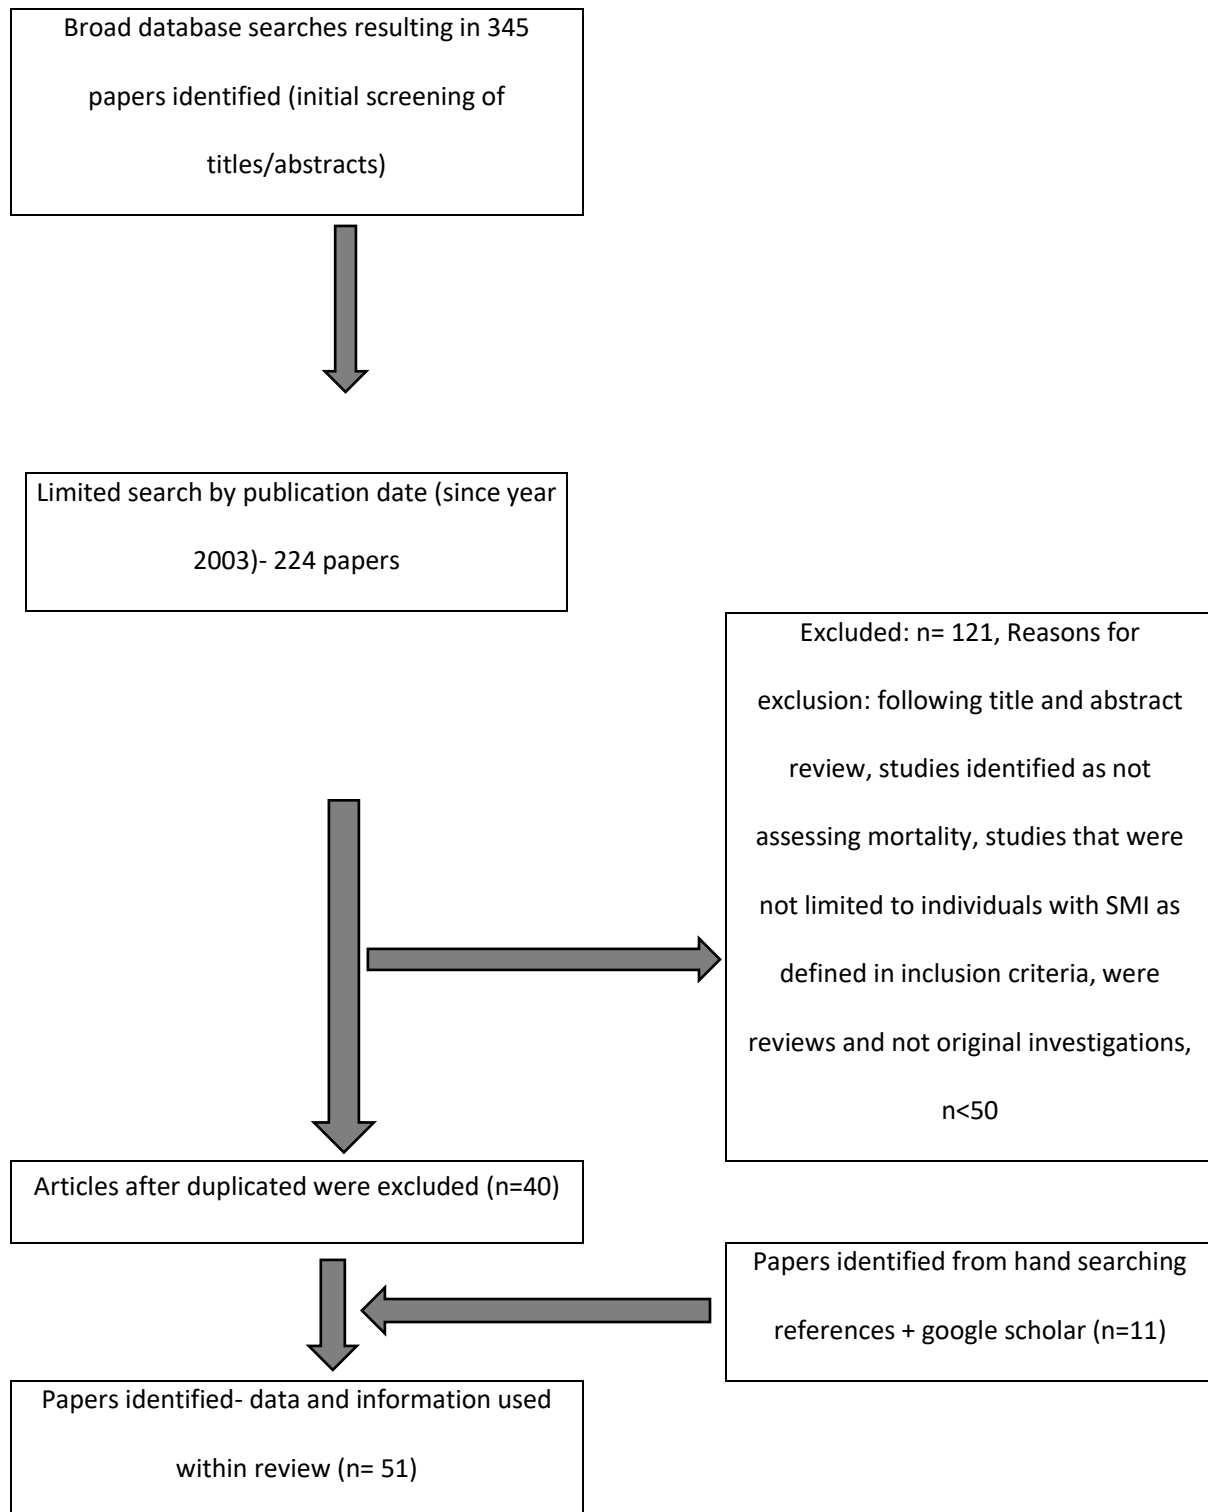 Broad database searches resulting in 345
papers identified (initial screening of
titles/abstracts)
Limited search by publication date (since year
2003)- 224 papers
Excluded: n= 121, Reasons for
exclusion: following title and abstract
review, studies identified as not
assessing mortality, studies that were
not limited to individuals with SMI as
defined in inclusion criteria, were
reviews and not original investigations,
n<50
Articles after duplicated were excluded (n=40)
Papers identified from hand searching
references + google scholar (n=11)
Papers identified- data and information used
within review (n= 51)